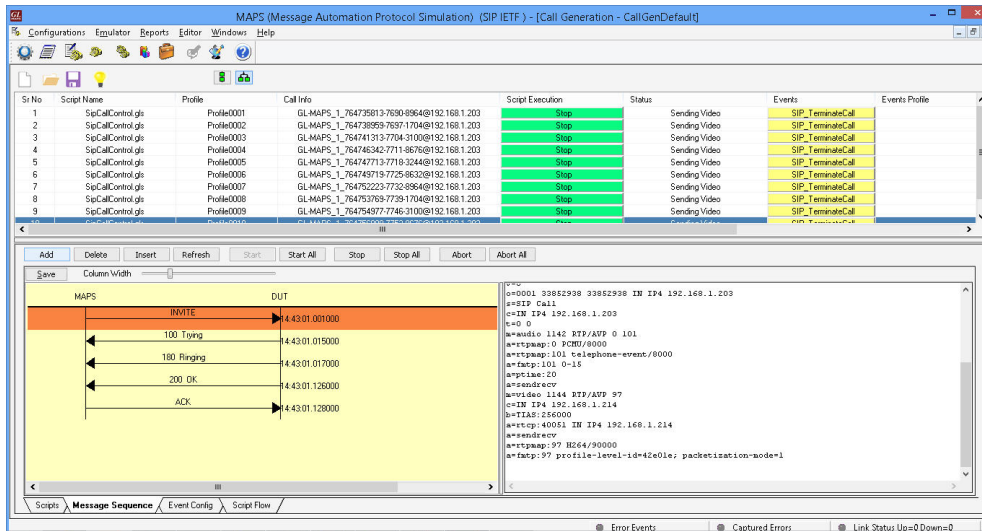 GL MAPS (Message Automation Protocol Simulation) (SIP IETF ) - [Call Generation - CallGenDefault]
Configurations Emulator Reports Editor Windows Help
Sr No Script Name Profile Call Info Script Execution Status Events Events Profile
1 SipCallControl.gls Profile0001 GL-MAPS_1_764735813-7690-8964@192.168.1.203 Stop Sending Video SIP_TerminateCall
2 SipCallControl.gls Profile0002 GL-MAPS_1_764738959-7697-1704@192.168.1.203 Stop Sending Video SIP_TerminateCall
3 SipCallControl.gls Profile0003 GL-MAPS_1_764741313-7704-3100@192.168.1.203 Stop Sending Video SIP_TerminateCall
4 SipCallControl.gls Profile0004 GL-MAPS_1_764746342-7711-8676@192.168.1.203 Stop Sending Video SIP_TerminateCall
5 SipCallControl.gls Profile0005 GL-MAPS_1_764747713-7718-3244@192.168.1.203 Stop Sending Video SIP_TerminateCall
6 SipCallControl.gls Profile0006 GL-MAPS_1_764749719-7725-8632@192.168.1.203 Stop Sending Video SIP_TerminateCall
7 SipCallControl.gls Profile0007 GL-MAPS_1_764752223-7732-8964@192.168.1.203 Stop Sending Video SIP_TerminateCall
8 SipCallControl.gls Profile0008 GL-MAPS_1_764753769-7739-1704@192.168.1.203 Stop Sending Video SIP_TerminateCall
9 SipCallControl.gls Profile0009 GL-MAPS_1_764754977-7746-3100@192.168.1.203 Stop Sending Video SIP_TerminateCall
Add Delete Insert Refresh Start Start All Stop Stop All Abort Abort All
Save Column Width
MAPS DUT
INVITE 14:43:01.001000
100 Trying 14:43:01.015000
180 Ringing 14:43:01.017000
200 OK 14:43:01.126000
ACK 14:43:01.128000
o=0001 33852938 33852938 IN IP4 192.168.1.203
s=SIP Call
c=IN IP4 192.168.1.203
t=0 0
m=audio 1142 RTP/AVP 0 101
a=rtpmap:0 PCMU/8000
a=rtpmap:101 telephone-event/8000
a=fmtp:101 0-15
a=ptime:20
a=sendrecv
m=video 1144 RTP/AVP 97
c=IN IP4 192.168.1.214
b=TIAS:256000
a=rtcp:40051 IN IP4 192.168.1.214
a=sendrecv
a=rtpmap:97 H264/90000
a=fmtp:97 profile-level-id=42e01e; packetization-mode=1
Scripts Message Sequence Event Config Script Flow
Error Events Captured Errors Link Status Up=0 Down=0